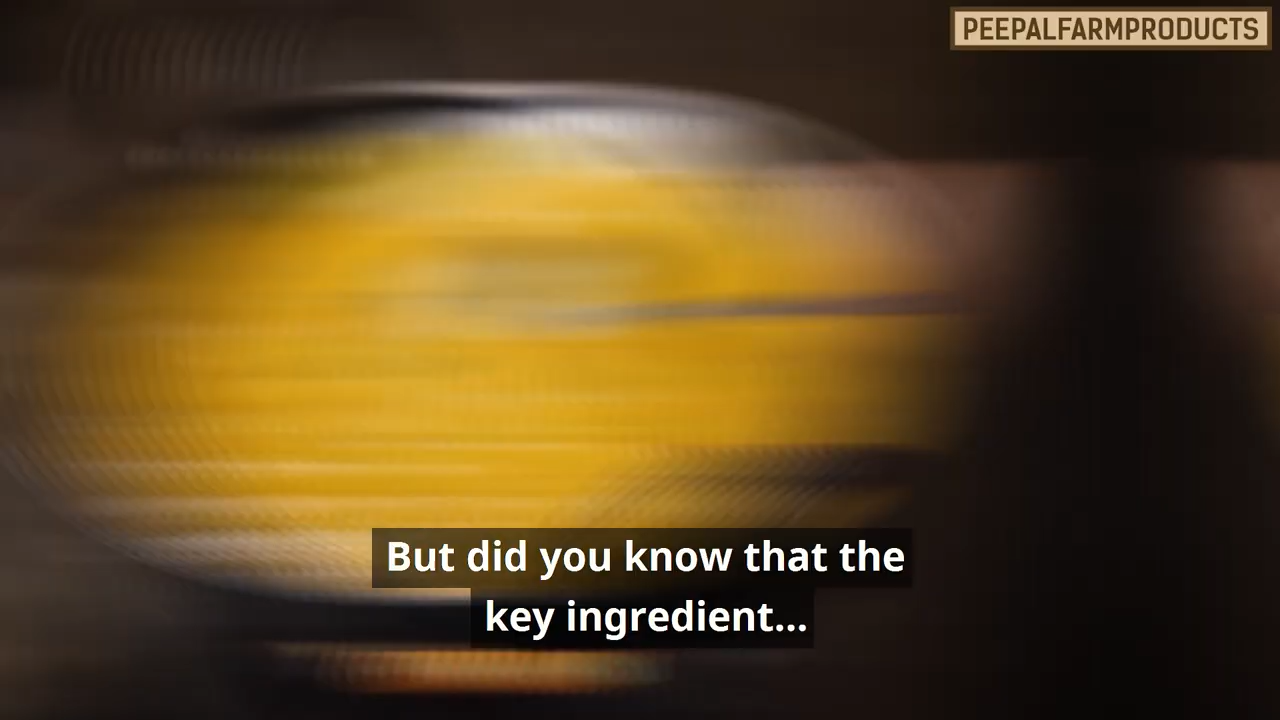 PEEPALFARMPRODUCTS
But did you know that the
key ingredient...